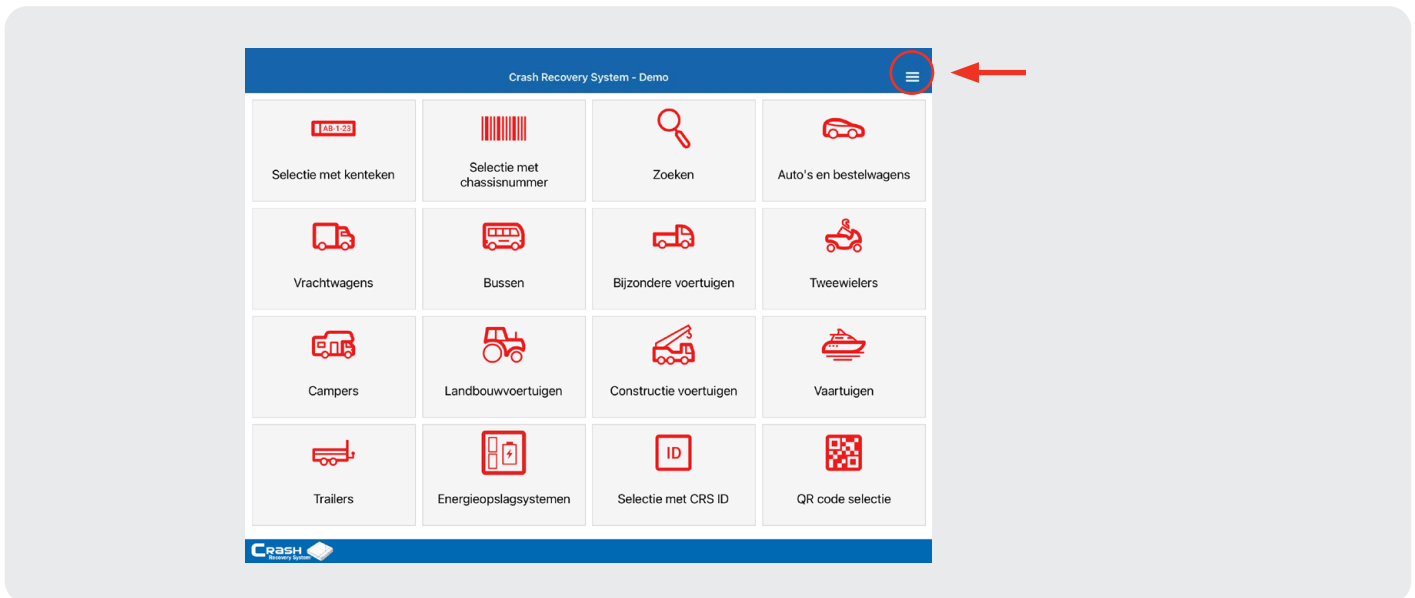 Crash Recovery System - Demo
AB-1-23
Selectie met kenteken
Selectie met
chassisnummer
Zoeken
Auto's en bestelwagens
Vrachtwagens
Bussen
Bijzondere voertuigen
Tweewielers
Campers
Landbouwvoertuigen
Constructie voertuigen
Vaartuigen
Trailers
Energieopslagsystemen
ID
Selectie met CRS ID
QR code selectie
CRASH
Recovery System